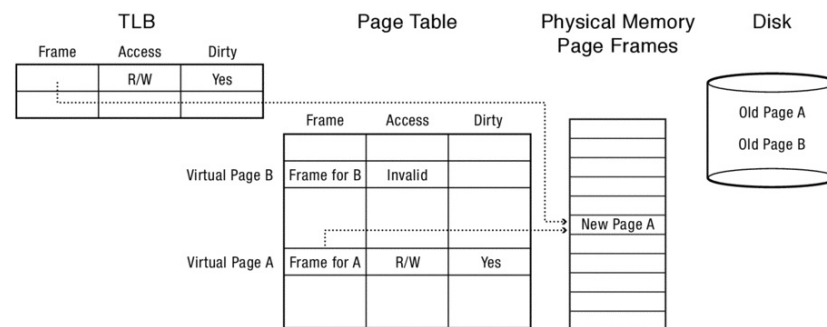 TLB
Page Table
Physical Memory
Page Frames
Disk
Frame Access Dirty
R/W Yes
Old Page A
Old Page B
Frame Access Dirty
Virtual Page B Frame for B Invalid
New Page A
Virtual Page A Frame for A R/W Yes